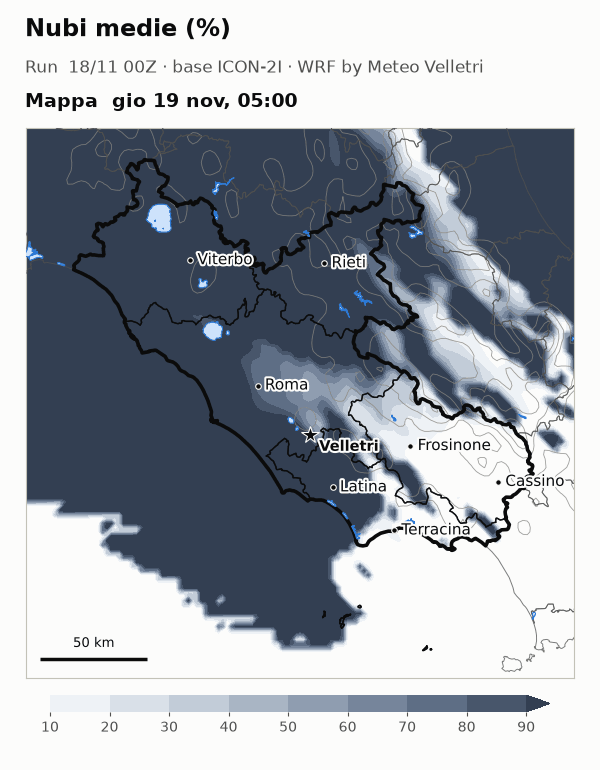 Nubi medie (%)
Run 18/11 00Z · base ICON-2I · WRF by Meteo Velletri
Mappa gio 19 nov, 05:00
Viterbo
Rieti
Roma
Velletri
Frosinone
Cassino
Latina
Terracina
50 km
10 20 30 40 50 60 70 80 90